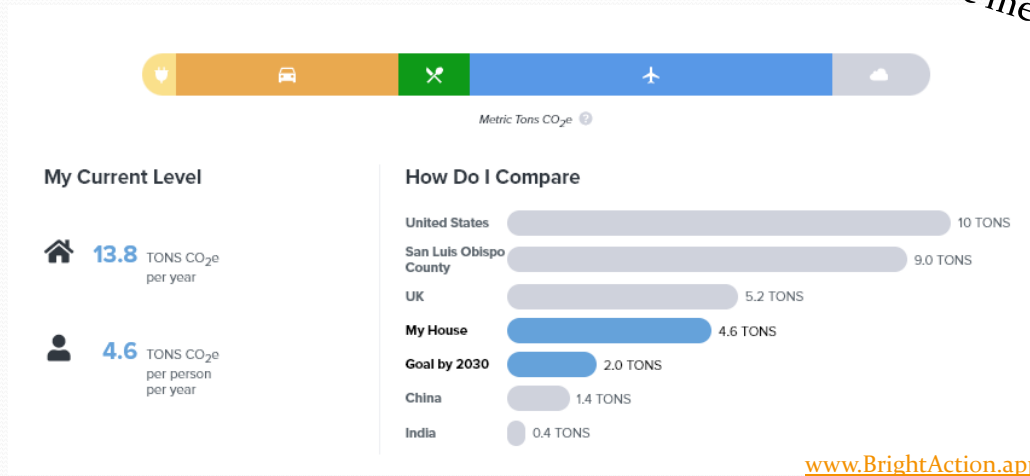 Metric Tons CO2e ?
My Current Level
13.8 TONS CO2e
per year
4.6 TONS CO2e
per person
per year
How Do I Compare
United States 10 TONS
San Luis Obispo
County 9.0 TONS
UK 5.2 TONS
My House 4.6 TONS
Goal by 2030 2.0 TONS
China 1.4 TONS
India 0.4 TONS
www.BrightAction.ap